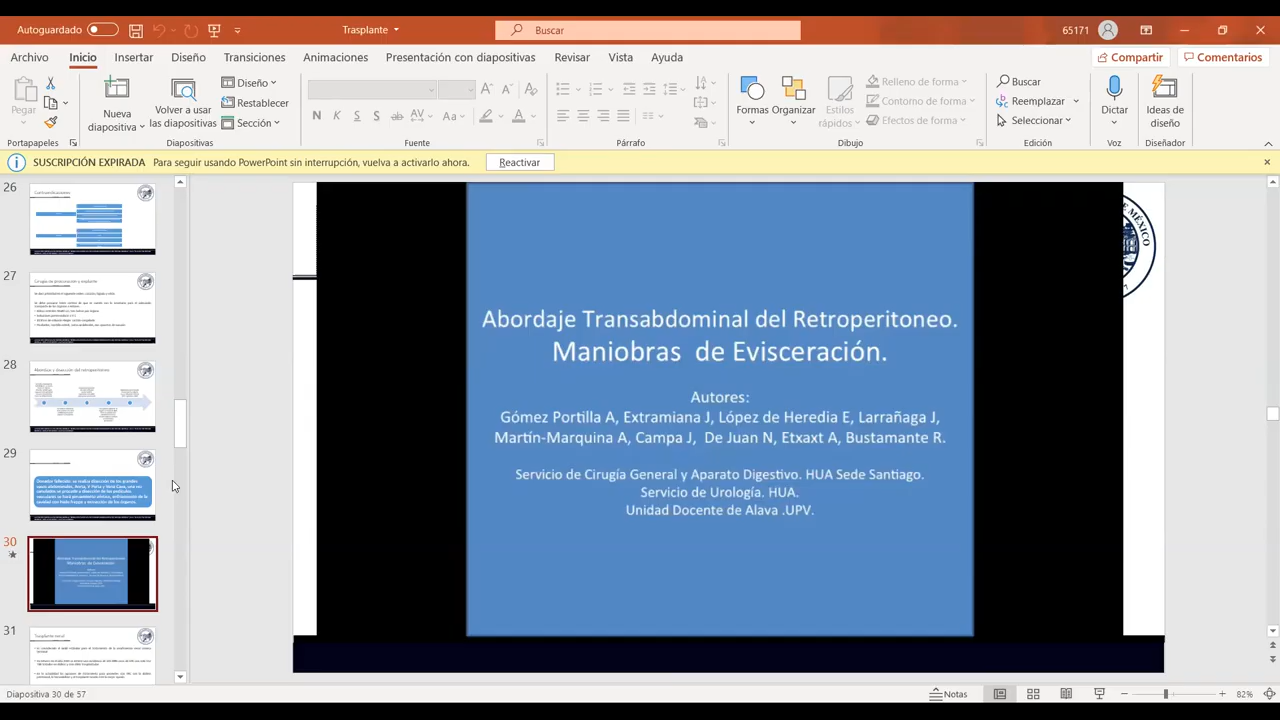 Autoguardado
Trasplante
Buscar
65171
Archivo
Inicio
Insertar
Diseño
Transiciones
Animaciones
Presentación con diapositivas
Revisar
Vista
Ayuda
Compartir
Comentarios
Pegar
Nueva diapositiva
Volver a usar las diapositivas
Diseño
Restablecer
Sección
Formas
Organizar
Estilos rápidos
Relleno de forma
Contorno de forma
Efectos de forma
Buscar
Reemplazar
Seleccionar
Dictar
Ideas de diseño
Portapapeles
Diapositivas
Fuente
Párrafo
Dibujo
Edición
Voz
Diseñador
SUSCRIPCIÓN EXPIRADA Para seguir usando PowerPoint sin interrupción, vuelva a activarlo ahora.
Reactivar
26
27
28
29
30
31
Trasplante renal
Abordaje Transabdominal del Retroperitoneo.
Maniobras de Evisceración.
Autores:
Gómez Portilla A, Extramiana J, López de Heredia E, Larrañaga J,
Martín-Marquina A, Campa J, De Juan N, Etxaxt A, Bustamante R.
Servicio de Cirugía General y Aparato Digestivo. HUA Sede Santiago.
Servicio de Urología. HUA.
Unidad Docente de Alava .UPV.
DE MÉXICO
Diapositiva 30 de 57
Notas
82%